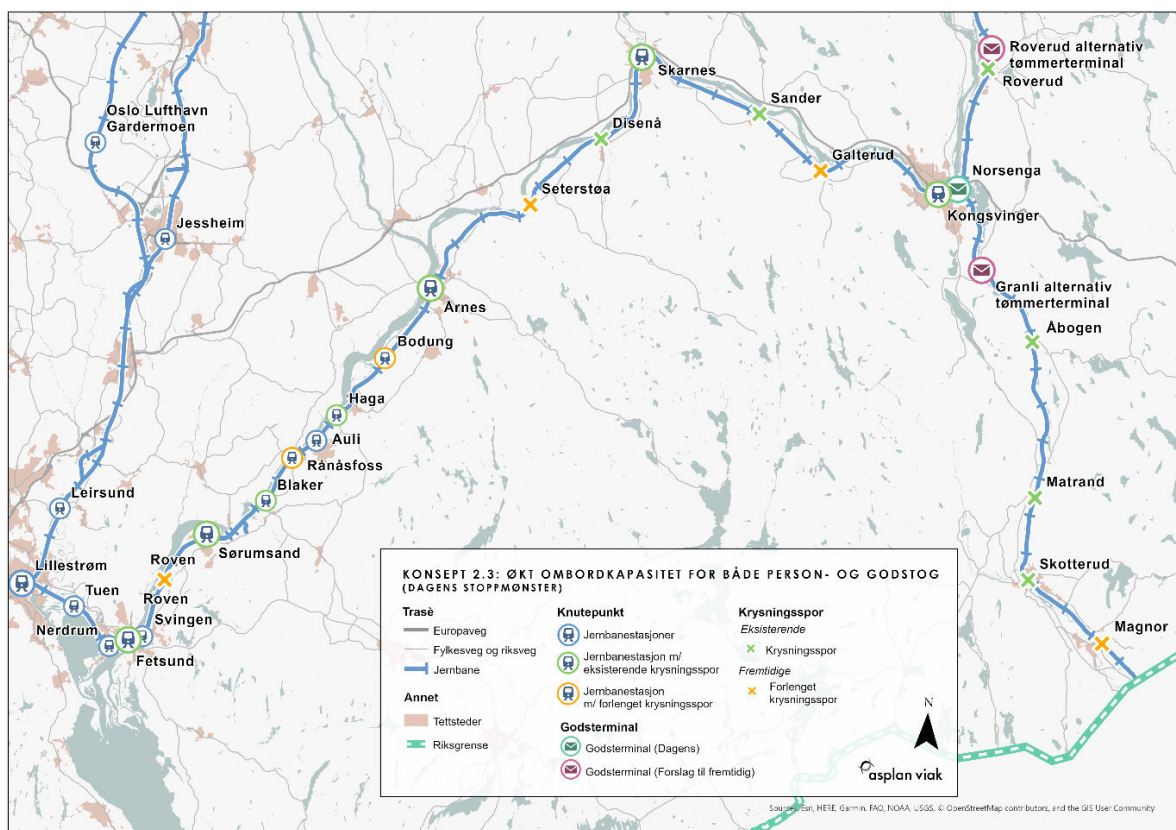 Oslo Lufthavn
Gardermoen
Jessheim
Leirsund
Lillestrøm
Tuen
Nerdrum
Fetsund
Svingen
Roven
Roven
Sørumsand
Blaker
Rånåsfoss
Auli
Haga
Bodung
Årnes
Seterstøa
Disenå
Skarnes
Sander
Galterud
Kongsvinger
Norsenga
Roverud alternativ
tømmerterminal
Roverud
Granli alternativ
tømmerterminal
Åbogen
Matrand
Skotterud
Magnor
KONSEPT 2.3: ØKT OMBORDKAPASITET FOR BÅDE PERSON- OG GODSTOG
(DAGENS STOPPMØNSTER)
Trasè
Europaveg
Fylkesveg og riksveg
Jernbane
Annet
Tettsteder
Riksgrense
Knutepunkt
Jernbanestasjoner
Jernbanestasjon m/
eksisterende krysningsspor
Jernbanestasjon
m/ forlenget krysningsspor
Godsterminal
Godsterminal (Dagens)
Godsterminal (Forslag til fremtidig)
Krysningsspor
Eksisterende
Krysningsspor
Fremtidige
Forlenget
krysningsspor
N
asplan viak
Sources: Esri, HERE, Garmin, FAO, NOAA, USGS, © OpenStreetMap contributors, and the GIS User Community